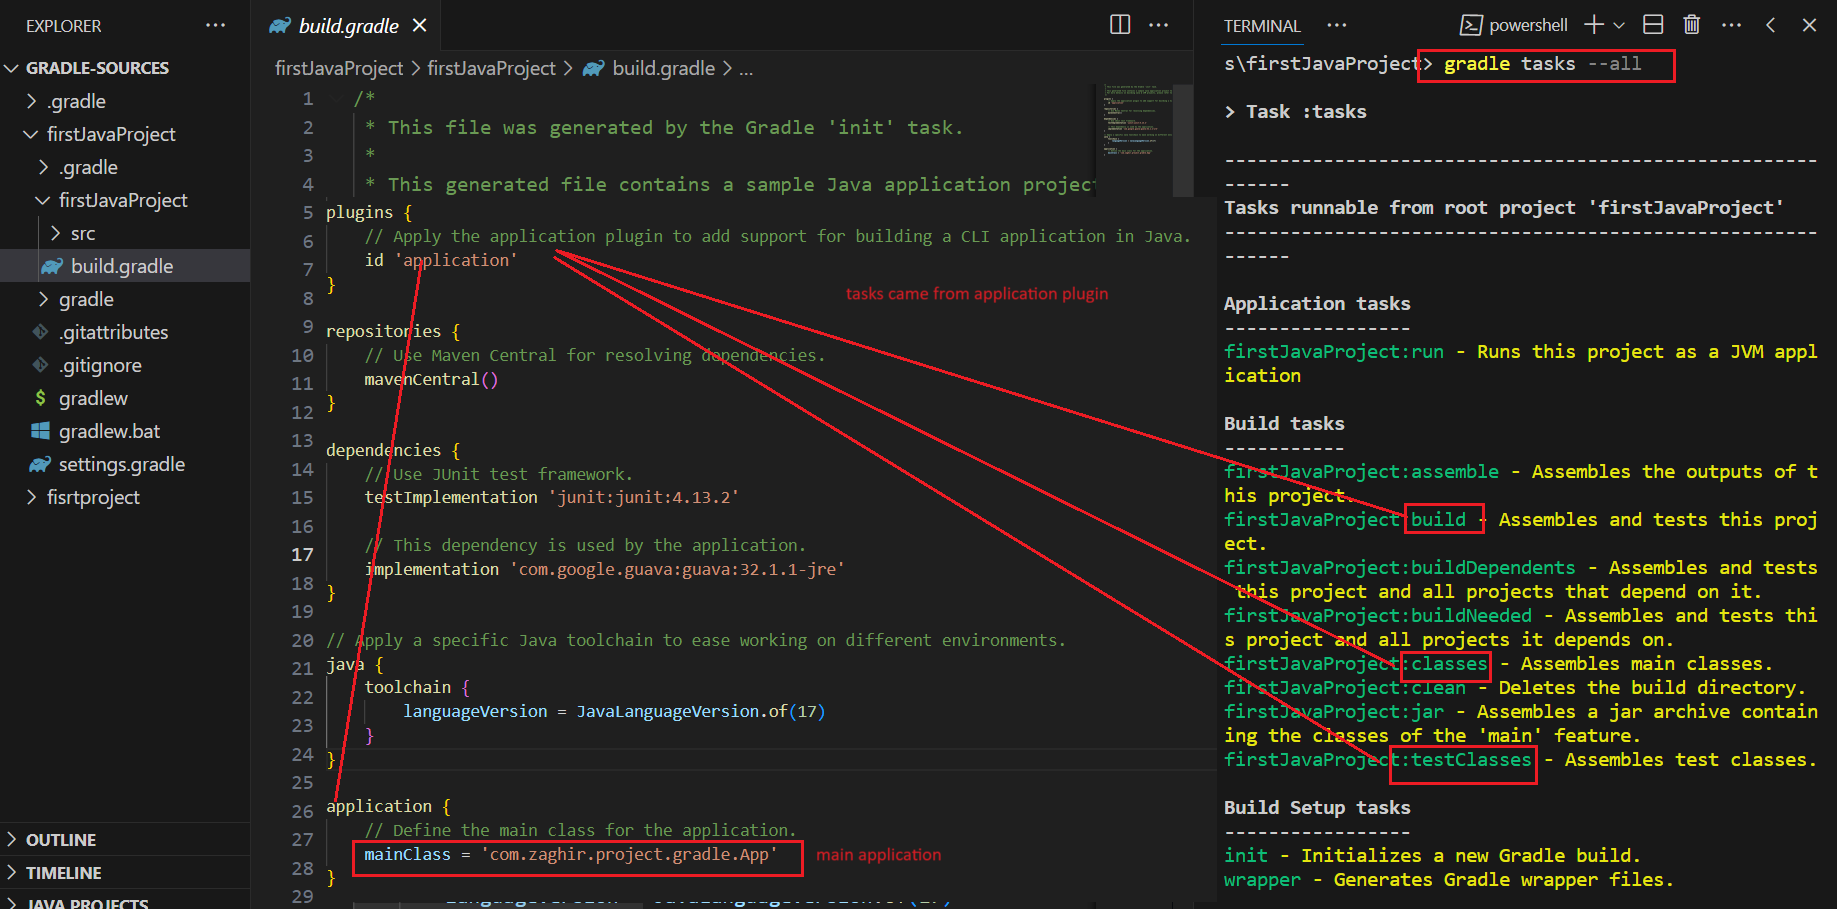 EXPLORER
GRADLE-SOURCES
.gradle
firstJavaProject
.gradle
firstJavaProject
src
build.gradle
gradle
.gitattributes
.gitignore
gradlew
gradlew.bat
settings.gradle
fisrtproject
OUTLINE
TIMELINE
JAVA PROJECTS
build.gradle
firstJavaProject > firstJavaProject > build.gradle > ...
1 /*
2 * This file was generated by the Gradle 'init' task.
3 *
4 * This generated file contains a sample Java application project
5 plugins {
6 // Apply the application plugin to add support for building a CLI application in Java.
7 id 'application'
8 }
tasks came from application plugin
9 repositories {
10 // Use Maven Central for resolving dependencies.
11 mavenCentral()
12 }
13 dependencies {
14 // Use JUnit test framework.
15 testImplementation 'junit:junit:4.13.2'
16
17 // This dependency is used by the application.
18 implementation 'com.google.guava:guava:32.1.1-jre'
19 }
20 // Apply a specific Java toolchain to ease working on different environments.
21 java {
22 toolchain {
23 languageVersion = JavaLanguageVersion.of(17)
}
24 }
25
26 application {
27 // Define the main class for the application.
28 mainClass = 'com.zaghir.project.gradle.App'
main application
}
29
TERMINAL
powershell
s\firstJavaProject> gradle tasks --all
> Task :tasks
------------------------------------------------------
------
Tasks runnable from root project 'firstJavaProject'
------------------------------------------------------
------
Application tasks
-----------------
firstJavaProject:run - Runs this project as a JVM appl
ication
Build tasks
-----------
firstJavaProject:assemble - Assembles the outputs of t
his project.
firstJavaProject:build - Assembles and tests this proj
ect.
firstJavaProject:buildDependents - Assembles and tests
this project and all projects that depend on it.
firstJavaProject:buildNeeded - Assembles and tests thi
s project and all projects it depends on.
firstJavaProject:classes - Assembles main classes.
firstJavaProject:clean - Deletes the build directory.
firstJavaProject:jar - Assembles a jar archive contain
ing the classes of the 'main' feature.
firstJavaProject:testClasses - Assembles test classes.
Build Setup tasks
-----------------
init - Initializes a new Gradle build.
wrapper - Generates Gradle wrapper files.